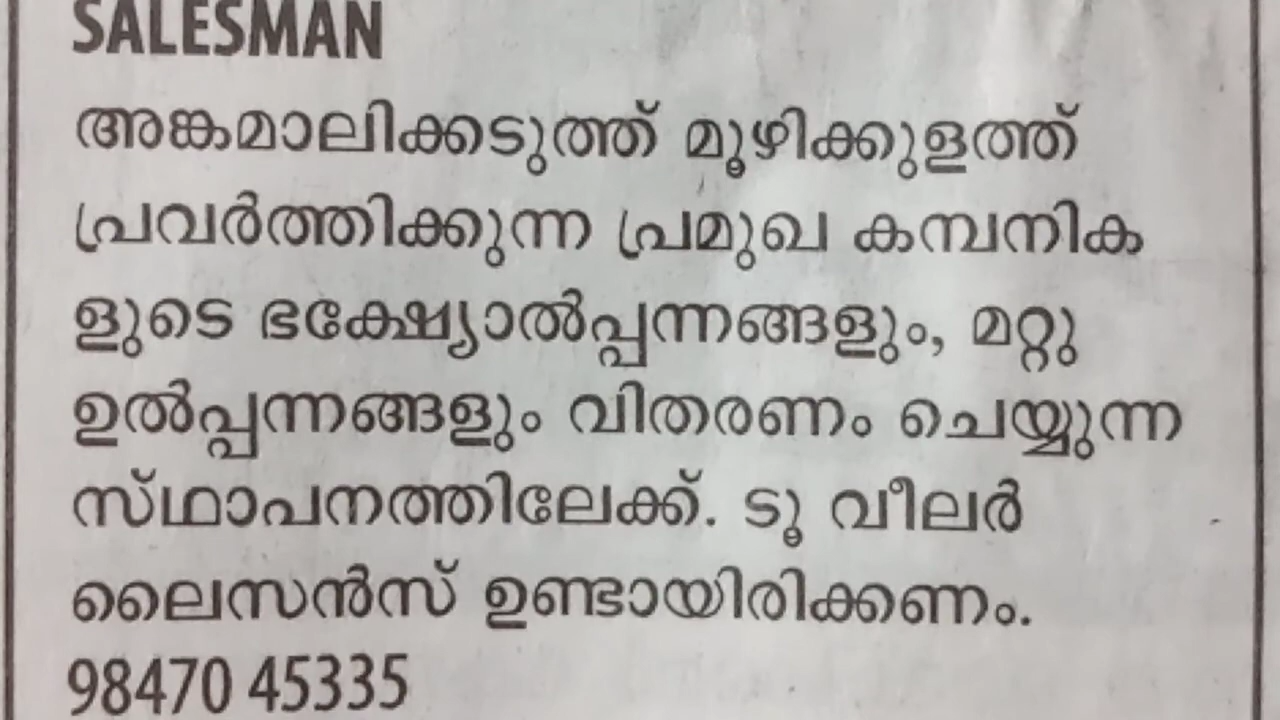 SALESMAN
അങ്കമാലിക്കടുത്ത് മൂഴിക്കുളത്ത്
പ്രവർത്തിക്കുന്ന പ്രമുഖ കമ്പനിക
ളുടെ ഭക്ഷ്യോൽപ്പന്നങ്ങളും, മറ്റു
ഉൽപ്പന്നങ്ങളും വിതരണം ചെയ്യുന്ന
സ്ഥാപനത്തിലേക്ക്. ടൂ വീലർ
ലൈസൻസ് ഉണ്ടായിരിക്കണം.
98470 45335